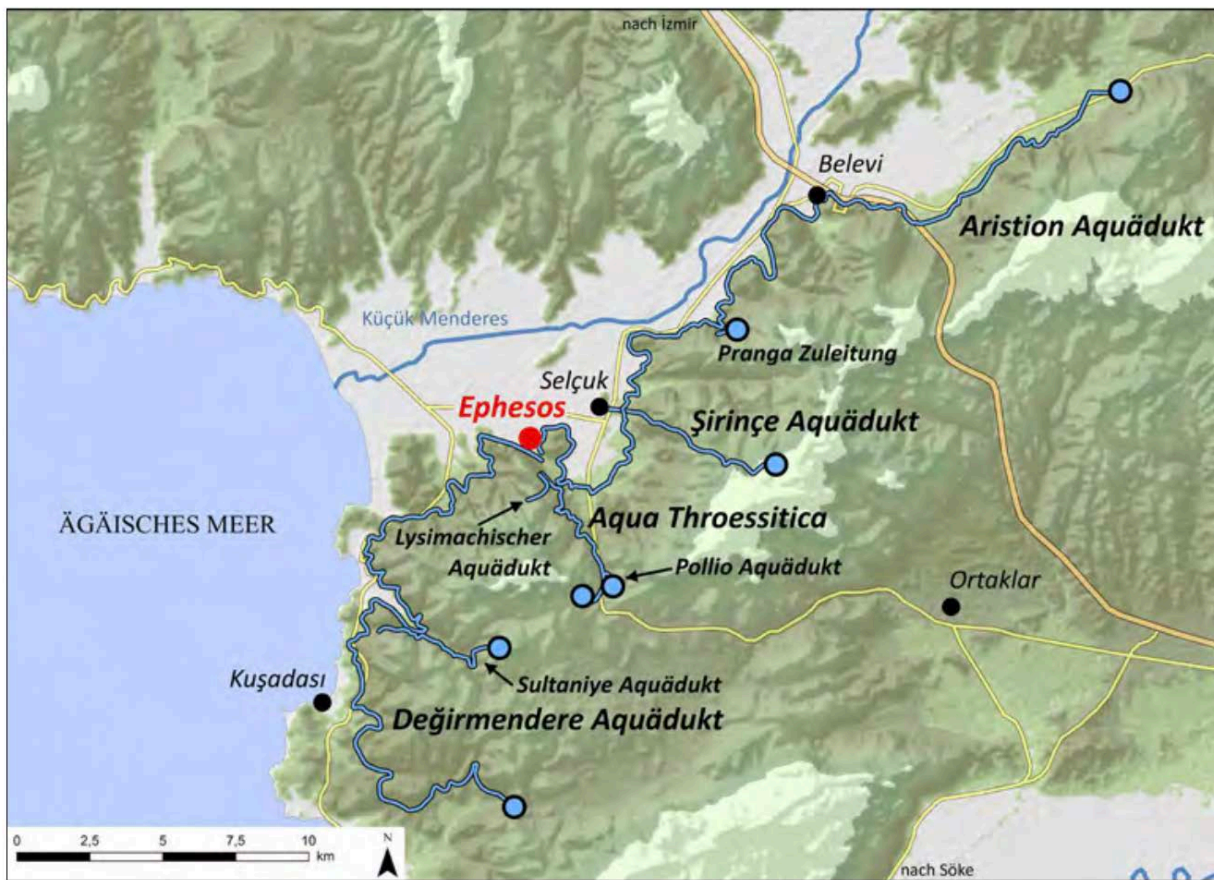 nach İzmir
Belevi
Aristion Aquädukt
Küçük Menderes
Pranga Zuleitung
Selçuk
Ephesos
Şirinçe Aquädukt
ÄGÄISCHES MEER
Aqua Throessitica
Lysimachischer
Aquädukt
Pollio Aquädukt
Ortaklar
Kuşadası
Sultaniye Aquädukt
Değirmendere Aquädukt
0 2,5 5 7,5 10
km
N
nach Söke